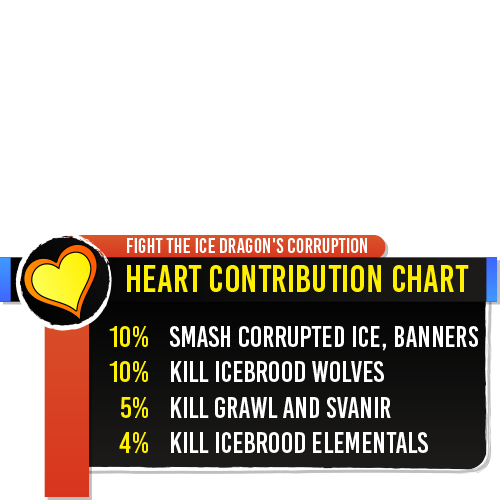 FIGHT THE ICE DRAGON'S CORRUPTION
HEART CONTRIBUTION CHART
10% SMASH CORRUPTED ICE, BANNERS
10% KILL ICEBROOD WOLVES
5% KILL GRAWL AND SVANIR
4% KILL ICEBROOD ELEMENTALS